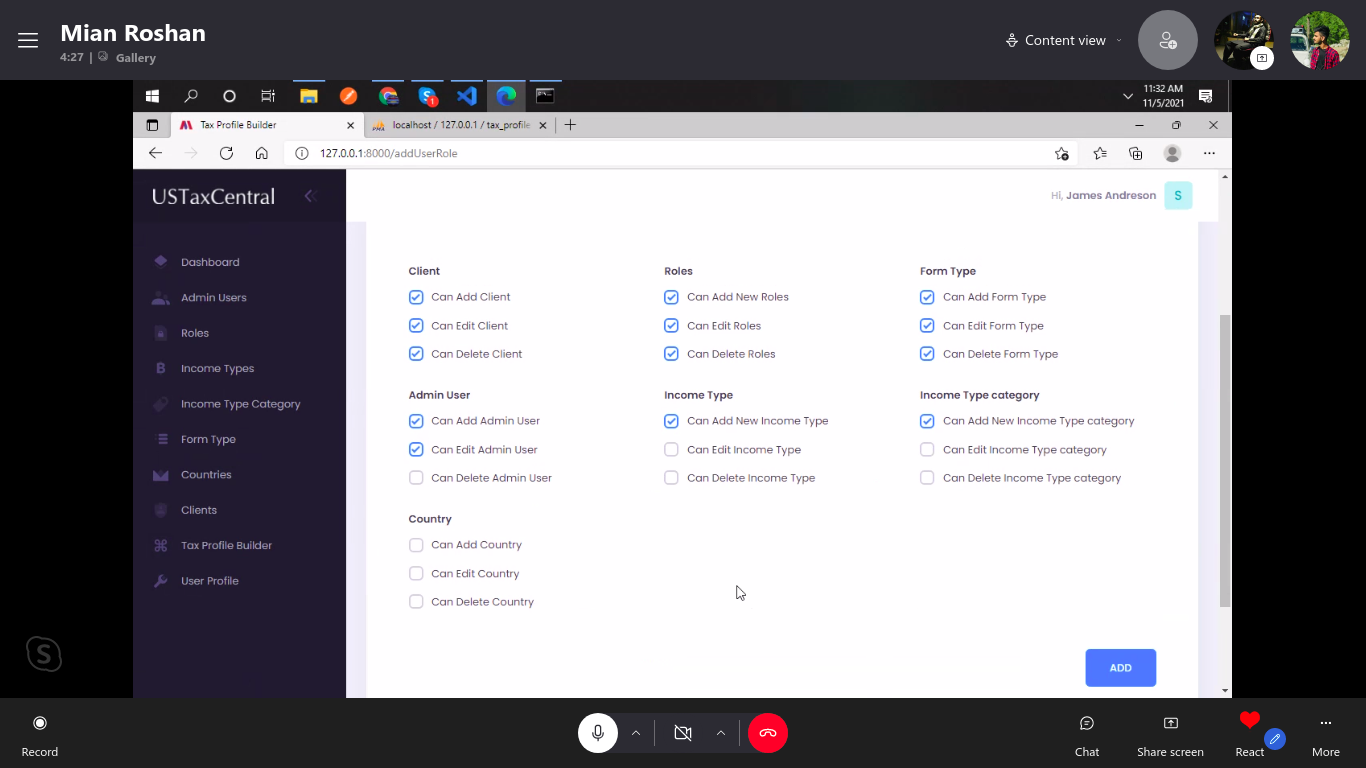 Mian Roshan
4:27 | Gallery
Content view
11:32 AM
11/5/2021
1
Tax Profile Builder
localhost / 127.0.0.1 / tax_profile
127.0.0.1:8000/addUserRole
USTaxCentral
Hi, James Andreson
S
Dashboard
Admin Users
Roles
Income Types
Income Type Category
Form Type
Countries
Clients
Tax Profile Builder
User Profile
Client
Can Add Client
Can Edit Client
Can Delete Client
Roles
Can Add New Roles
Can Edit Roles
Can Delete Roles
Form Type
Can Add Form Type
Can Edit Form Type
Can Delete Form Type
Admin User
Can Add Admin User
Can Edit Admin User
Can Delete Admin User
Income Type
Can Add New Income Type
Can Edit Income Type
Can Delete Income Type
Income Type category
Can Add New Income Type category
Can Edit Income Type category
Can Delete Income Type category
Country
Can Add Country
Can Edit Country
Can Delete Country
ADD
S
Record
Chat
Share screen
React
More